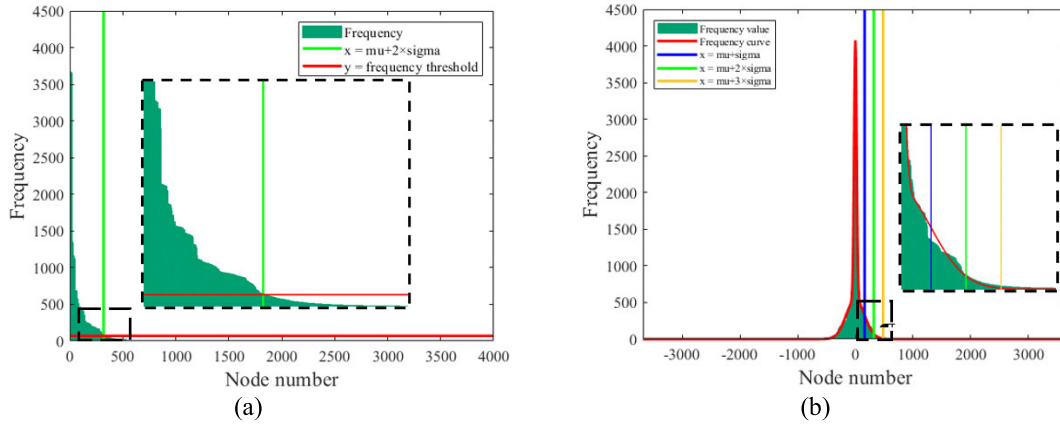 4500
4000
3500
3000
2500
2000
1500
1000
500
0
Frequency
Frequency
x = mu+2×sigma
y = frequency threshold
0 500 1000 1500 2000 2500 3000 3500 4000
Node number
(a)
4500
4000
3500
3000
2500
2000
1500
1000
500
0
Frequency
Frequency value
Frequency curve
x = mu+sigma
x = mu+2×sigma
x = mu+3×sigma
-3000 -2000 -1000 0 1000 2000 3000
Node number
(b)